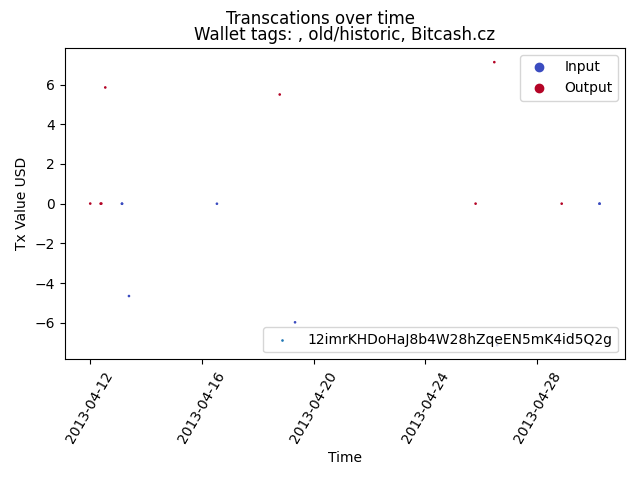 Transcations over time
Wallet tags: , old/historic, Bitcash.cz
Input
Output
Tx Value USD
6
4
2
0
−2
−4
−6
12imrKHDoHaJ8b4W28hZqeEN5mK4id5Q2g
2013-04-12
2013-04-16
2013-04-20
2013-04-24
2013-04-28
Time